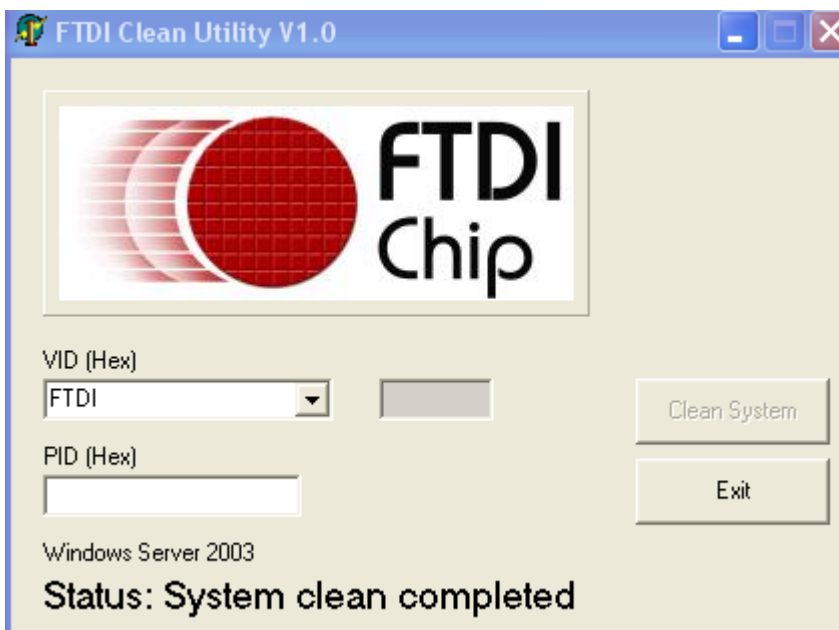 FTDI Clean Utility V1.0
FTDI
Chip
VID (Hex)
FTDI
Clean System
PID (Hex)
Exit
Windows Server 2003
Status: System clean completed